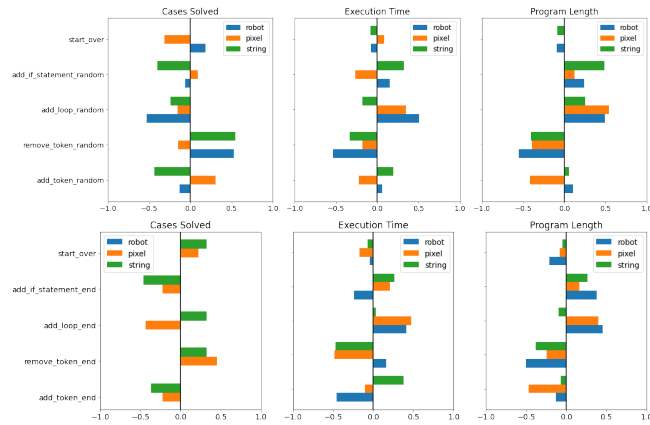 Cases Solved Execution Time Program Length
robot
pixel
string
robot
pixel
string
robot
pixel
string
start_over
add_if_statement_random
add_loop_random
remove_token_random
add_token_random
−1.0 −0.5 0.0 0.5 1.0 −1.0 −0.5 0.0 0.5 1.0 −1.0 −0.5 0.0 0.5 1.0
Cases Solved Execution Time Program Length
robot
pixel
string
robot
pixel
string
robot
pixel
string
start_over
add_if_statement_end
add_loop_end
remove_token_end
add_token_end
−1.0 −0.5 0.0 0.5 1.0 −1.0 −0.5 0.0 0.5 1.0 −1.0 −0.5 0.0 0.5 1.0